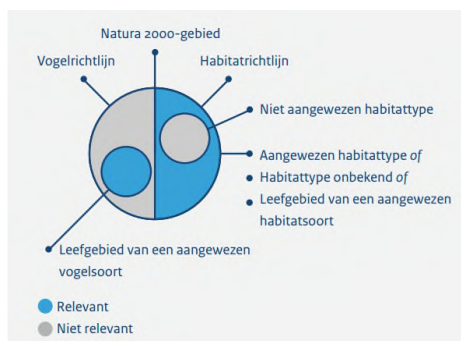 Natura 2000-gebied
Vogelrichtlijn
Habitatrichtlijn
Niet aangewezen habitattype
Aangewezen habitattype of
Habitattype onbekend of
Leefgebied van een aangewezen
habitatsoort
Leefgebied van een aangewezen
vogelsoort
Relevant
Niet relevant